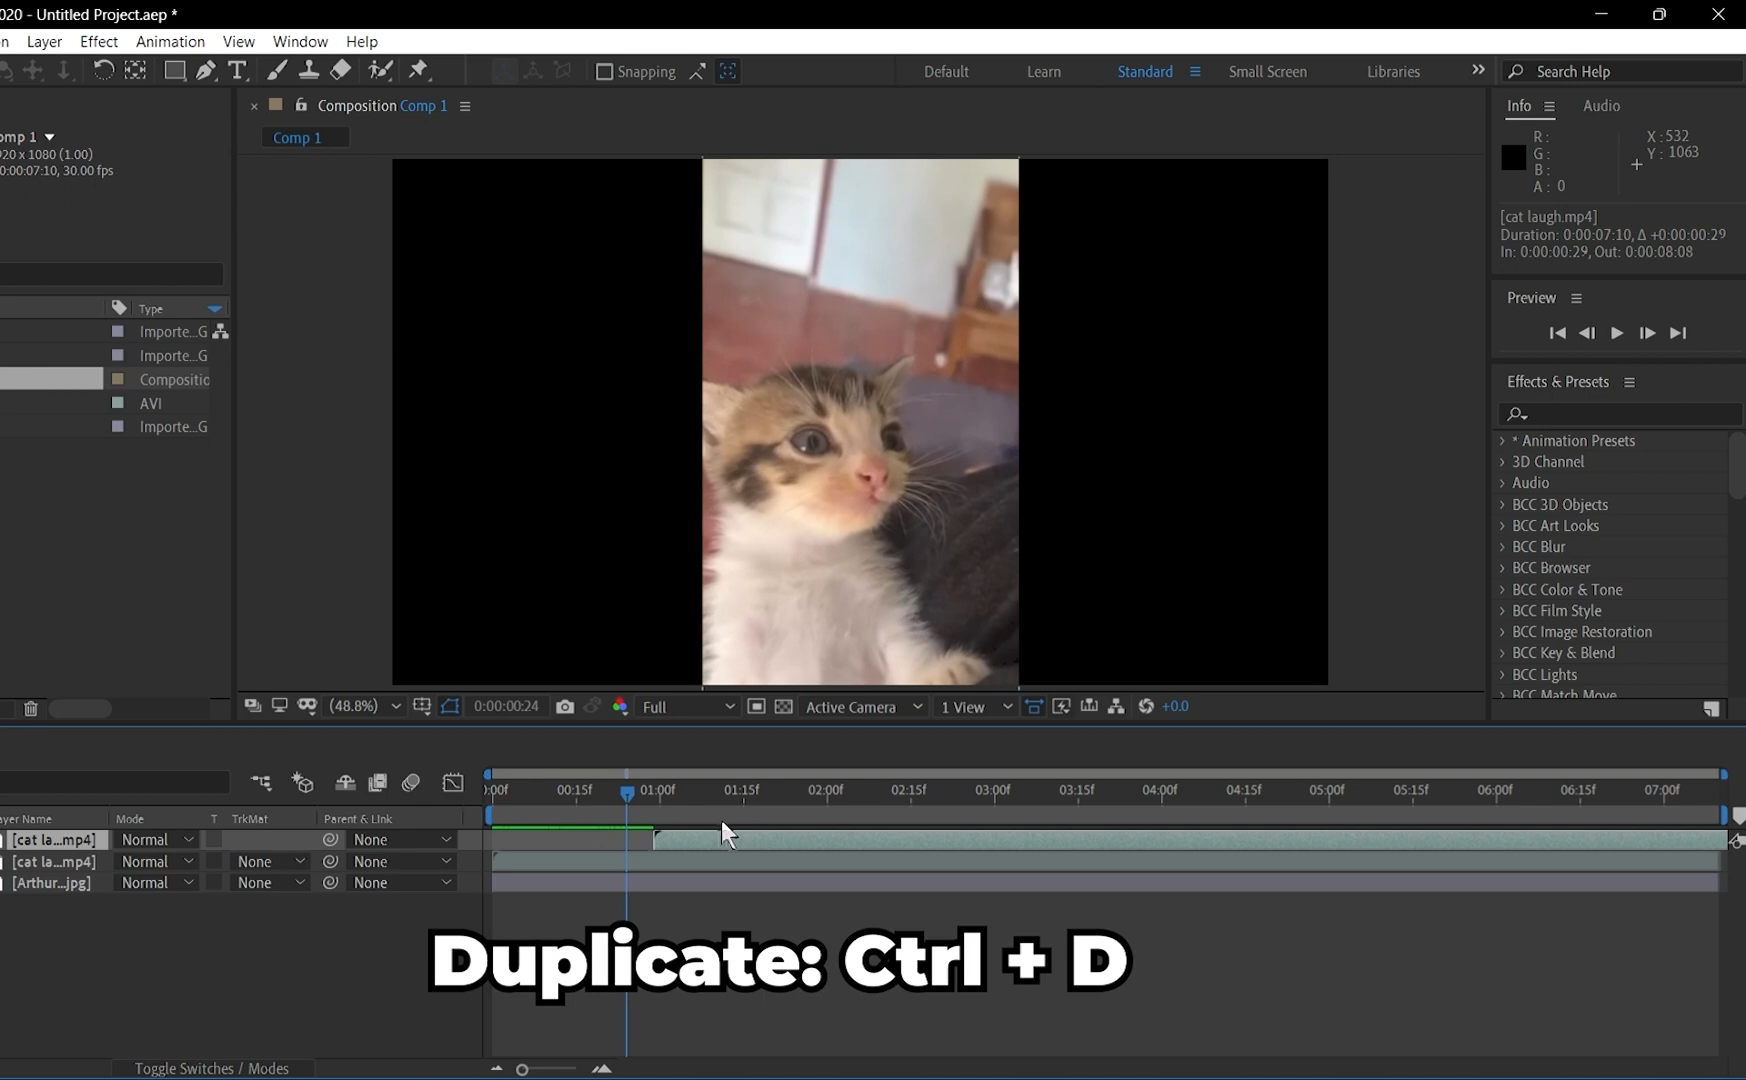 020 - Untitled Project.aep *
n Layer Effect Animation View Window Help
Snapping Default Learn Standard Small Screen Libraries Search Help
Composition Comp 1
Comp 1
Info Audio
omp 1
20 x 1080 (1.00)
0:00:07:10, 30.00 fps
R:
G:
B:
A: 0
X: 532
Y: 1063
[cat laugh.mp4]
Duration: 0:00:07:10, Δ +0:00:00:29
In: 0:00:00:29, Out: 0:00:08:08
Preview
Type
Importe...G
Importe...G
Compositic
AVI
Importe...G
Effects & Presets
* Animation Presets
3D Channel
Audio
BCC 3D Objects
BCC Art Looks
BCC Blur
BCC Browser
BCC Color & Tone
BCC Film Style
BCC Image Restoration
BCC Key & Blend
BCC Lights
BCC Match Move
(48.8%) 0:00:00:24 Full Active Camera 1 View +0.0
:00f 00:15f 01:00f 01:15f 02:00f 02:15f 03:00f 03:15f 04:00f 04:15f 05:00f 05:15f 06:00f 06:15f 07:00f
ayer Name Mode T TrkMat Parent & Link
[cat la...mp4] Normal None
[cat la...mp4] Normal None None
[Arthur...jpg] Normal None None
Duplicate: Ctrl + D
Toggle Switches / Modes